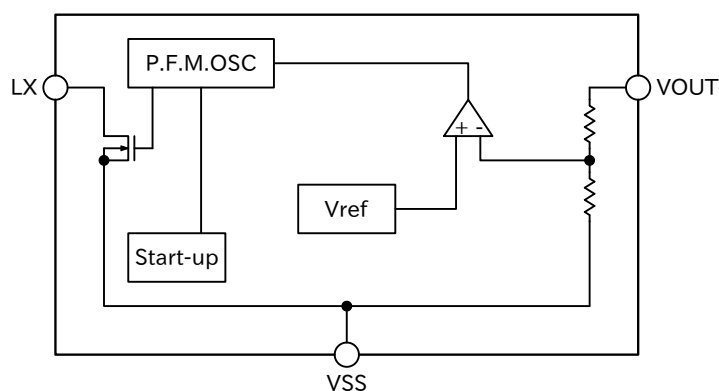 P.F.M.OSC
LX
VOUT
+ -
Vref
Start-up
VSS